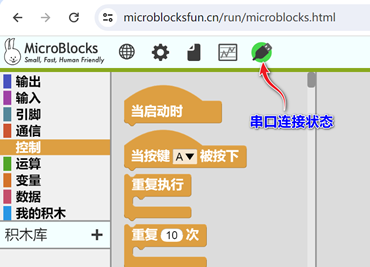 microblocksfun.cn/run/microblocks.html
MicroBlocks
Small, Fast, Human Friendly
串口连接状态
输出
输入
引脚
通信
控制
运算
变量
数据
我的积木
积木库 +
当启动时
当按键 A▼ 被按下
重复执行
重复 10 次